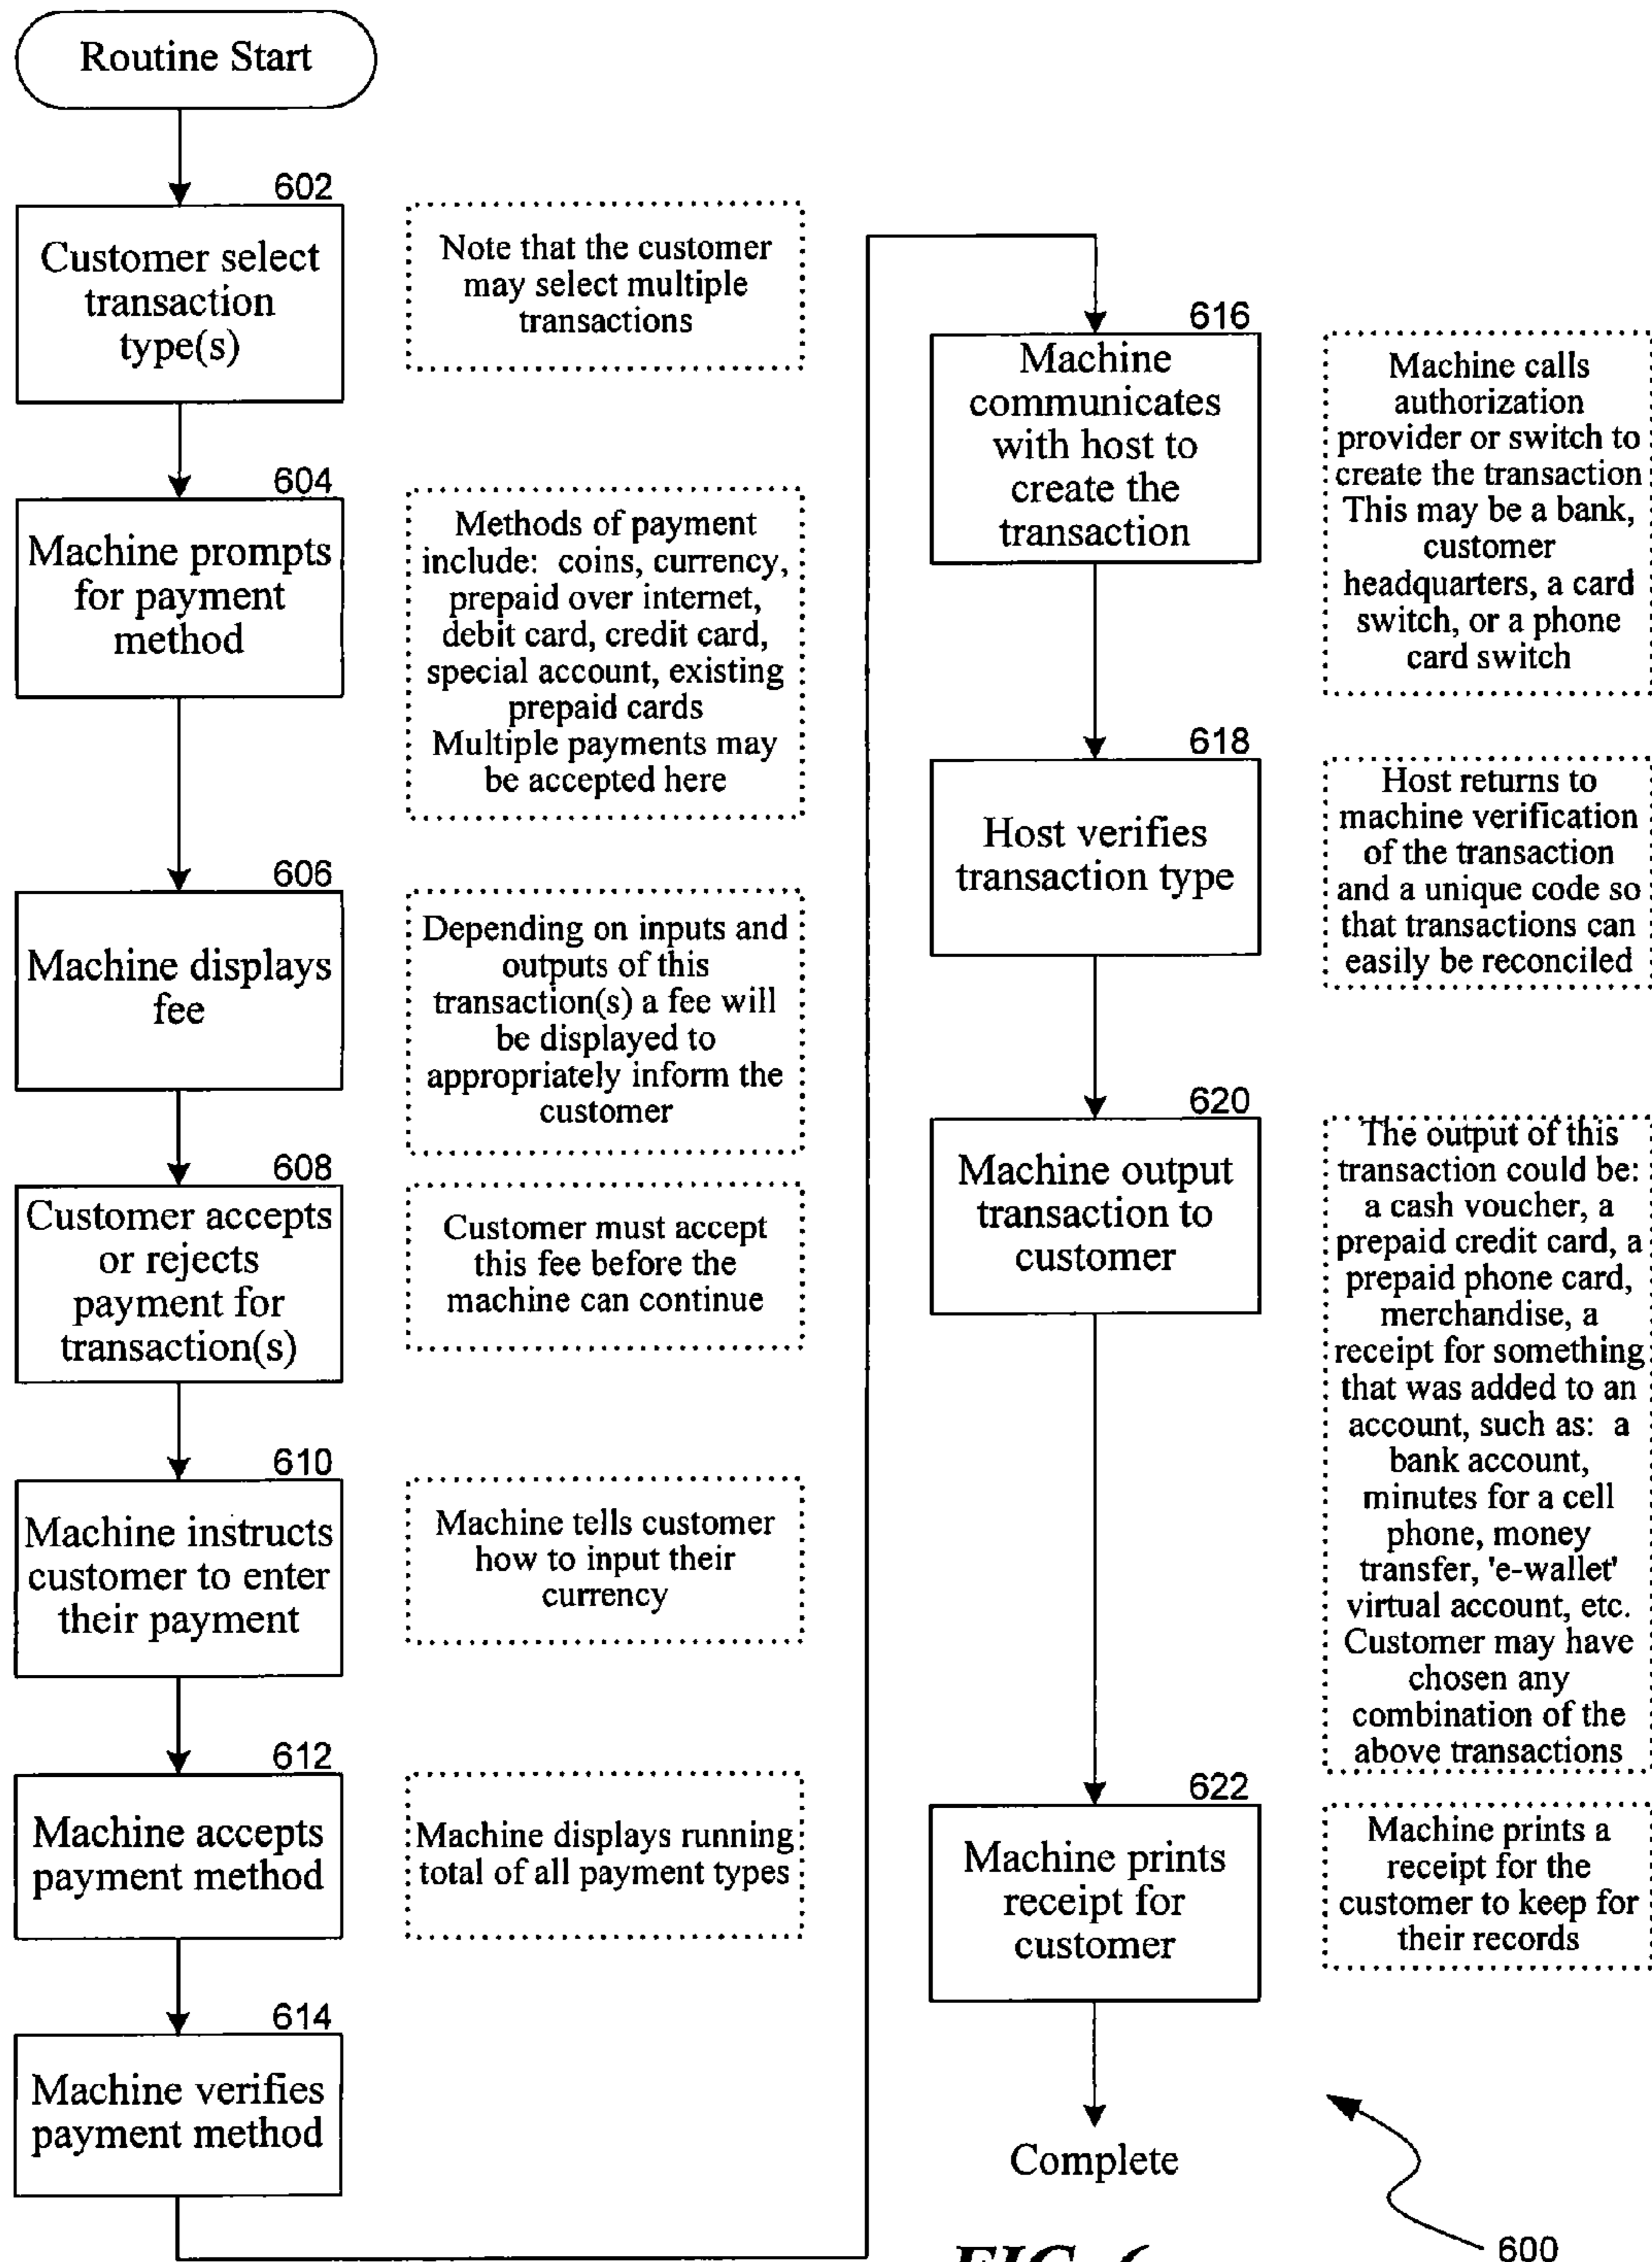 Routine Start
602
Customer select
transaction
type(s)
Note that the customer
may select multiple
transactions
604
Machine prompts
for payment
method
Methods of payment
include: coins, currency,
prepaid over internet,
debit card, credit card,
special account, existing
prepaid cards
Multiple payments may
be accepted here
606
Machine displays
fee
Depending on inputs and
outputs of this
transaction(s) a fee will
be displayed to
appropriately inform the
customer
608
Customer accepts
or rejects
payment for
transaction(s)
Customer must accept
this fee before the
machine can continue
610
Machine instructs
customer to enter
their payment
Machine tells customer
how to input their
currency
612
Machine accepts
payment method
Machine displays running
total of all payment types
614
Machine verifies
payment method
616
Machine
communicates
with host to
create the
transaction
Machine calls
authorization
provider or switch to
create the transaction
This may be a bank,
customer
headquarters, a card
switch, or a phone
card switch
618
Host verifies
transaction type
Host returns to
machine verification
of the transaction
and a unique code so
that transactions can
easily be reconciled
620
Machine output
transaction to
customer
The output of this
transaction could be:
a cash voucher, a
prepaid credit card, a
prepaid phone card,
merchandise, a
receipt for something
that was added to an
account, such as: a
bank account,
minutes for a cell
phone, money
transfer, 'e-wallet'
virtual account, etc.
Customer may have
chosen any
combination of the
above transactions
622
Machine prints
receipt for
customer
Machine prints a
receipt for the
customer to keep for
their records
Complete
600
FIG. 6